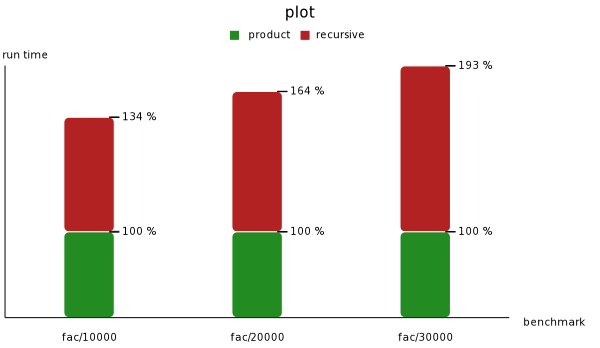 plot
product recursive
run time
134 %
164 %
193 %
100 %
100 %
100 %
benchmark
fac/10000
fac/20000
fac/30000